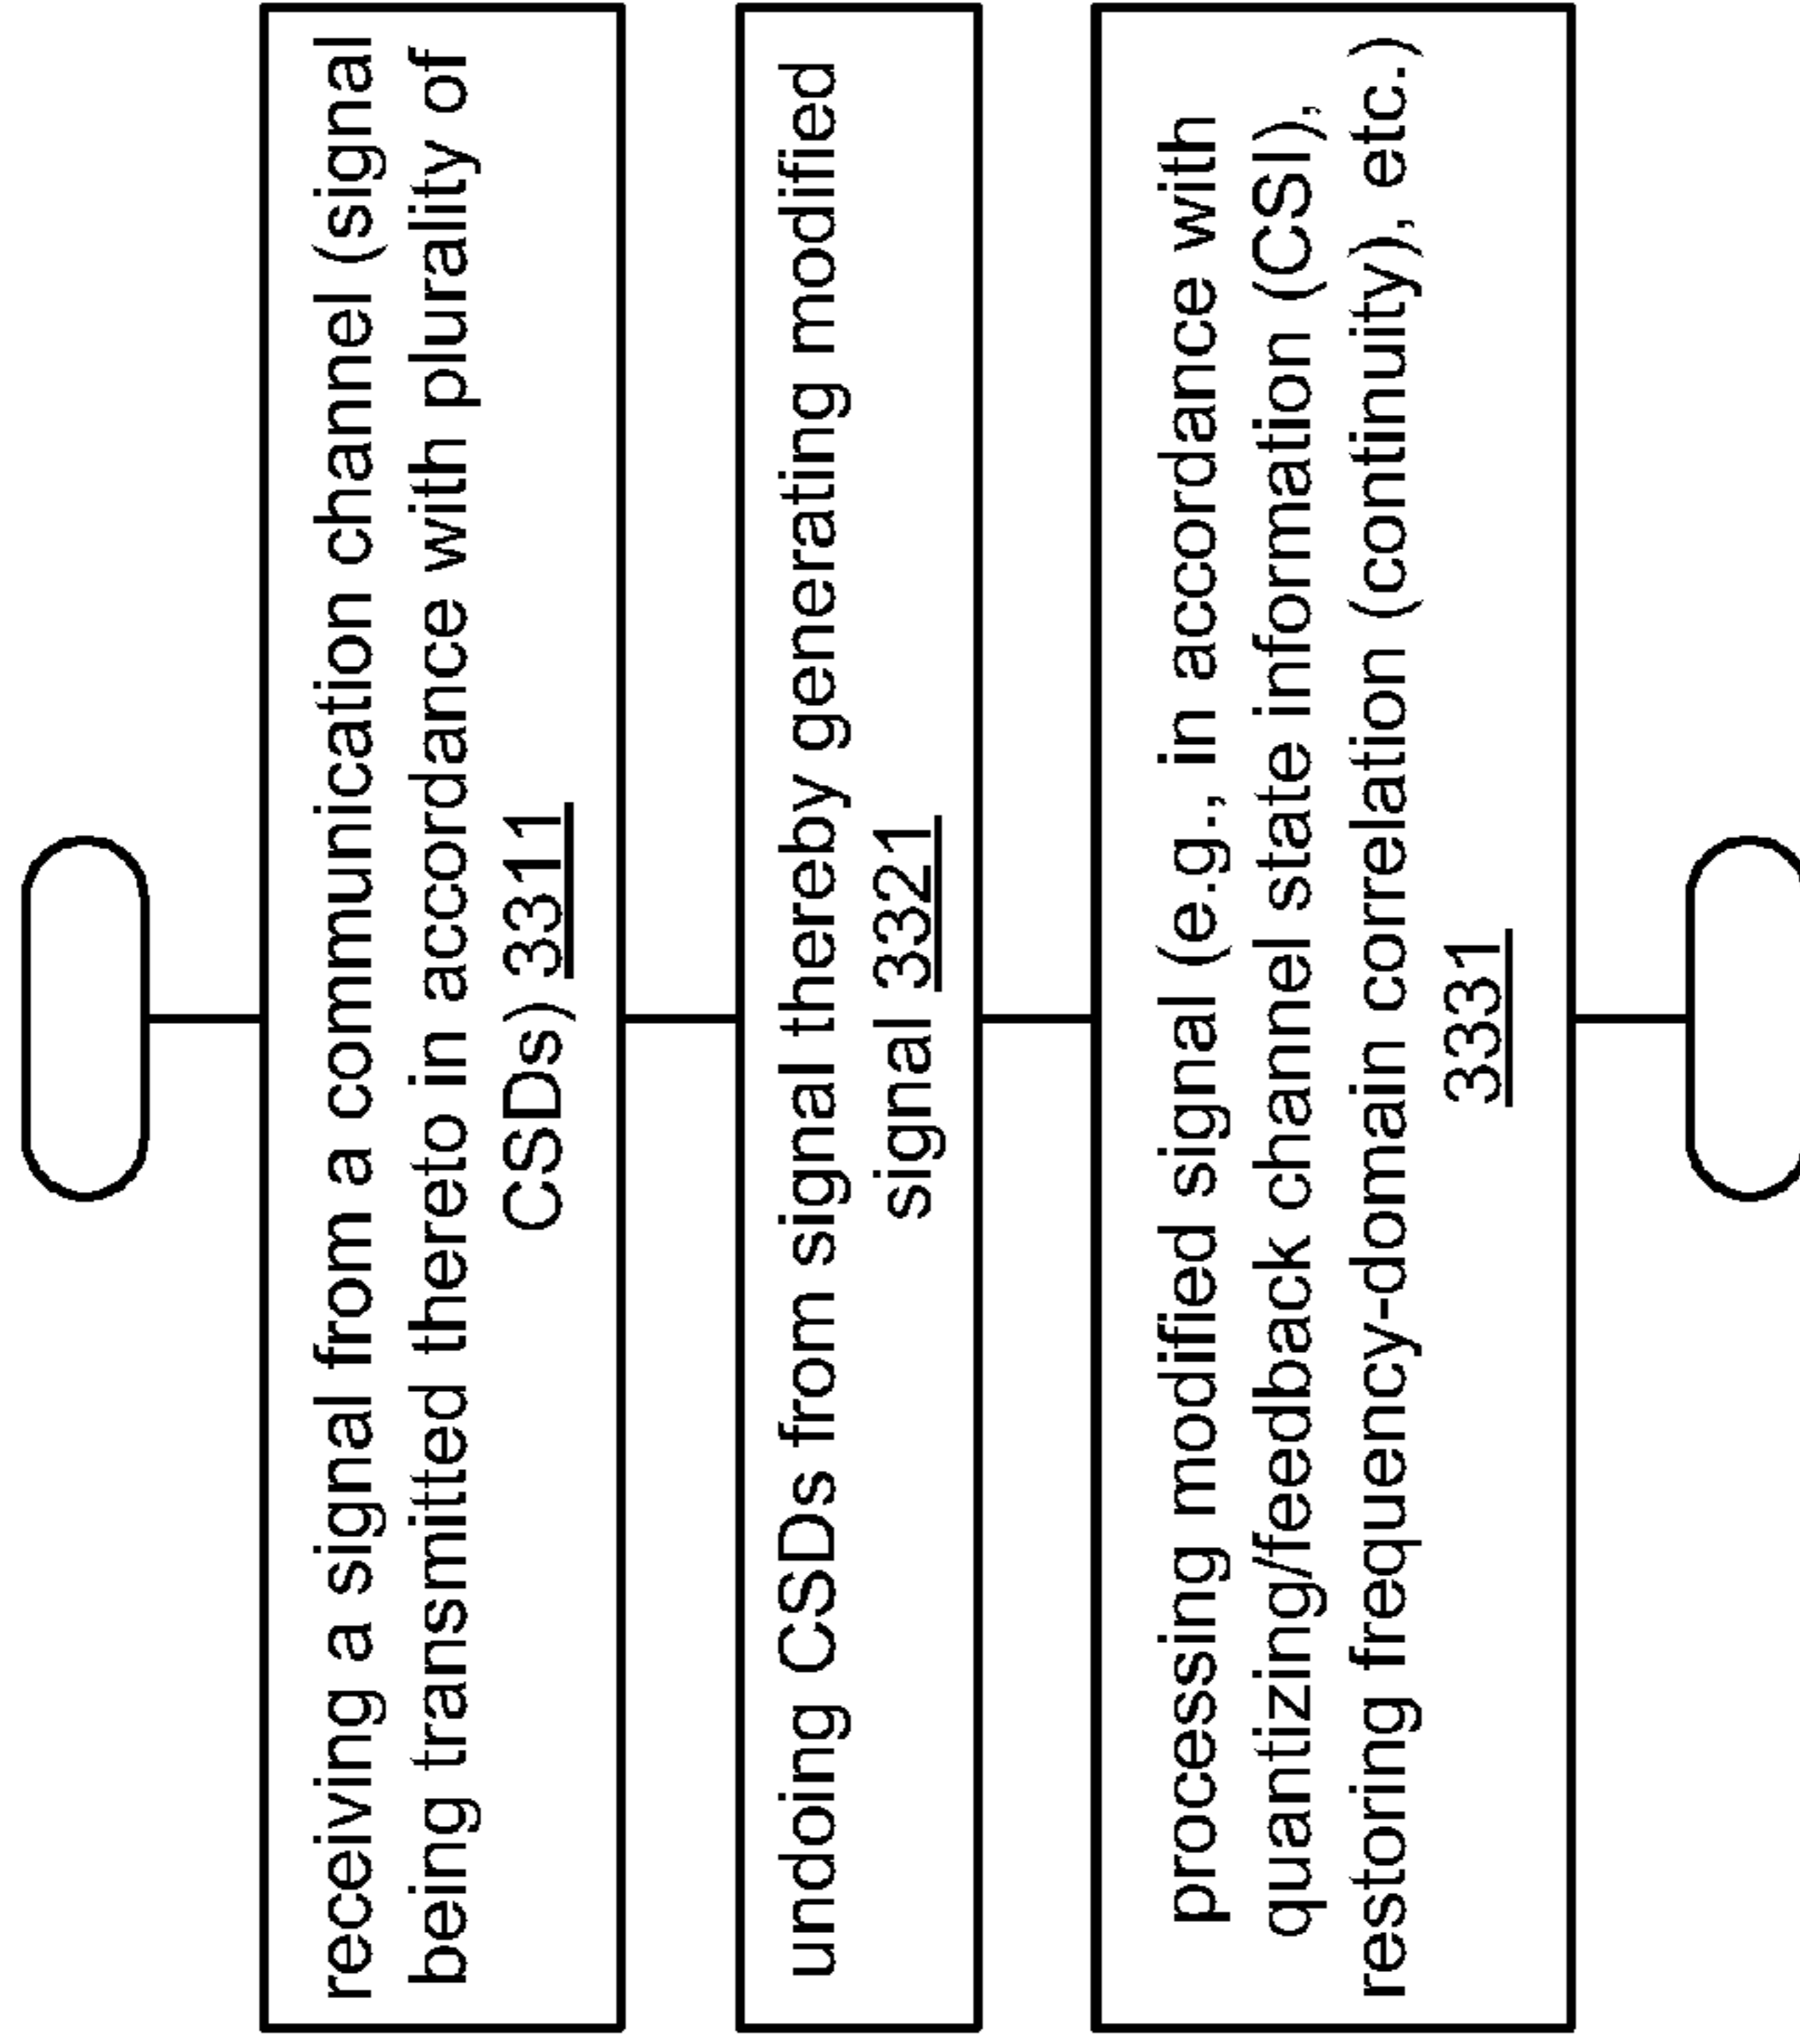 receiving a signal from a communication channel (signal
being transmitted thereto in accordance with plurality of
CSDs) 3311
undoing CSDs from signal thereby generating modified
signal 3321
processing modified signal (e.g., in accordance with
quantizing/feedback channel state information (CSI),
restoring frequency-domain correlation (continuity), etc.)
3331